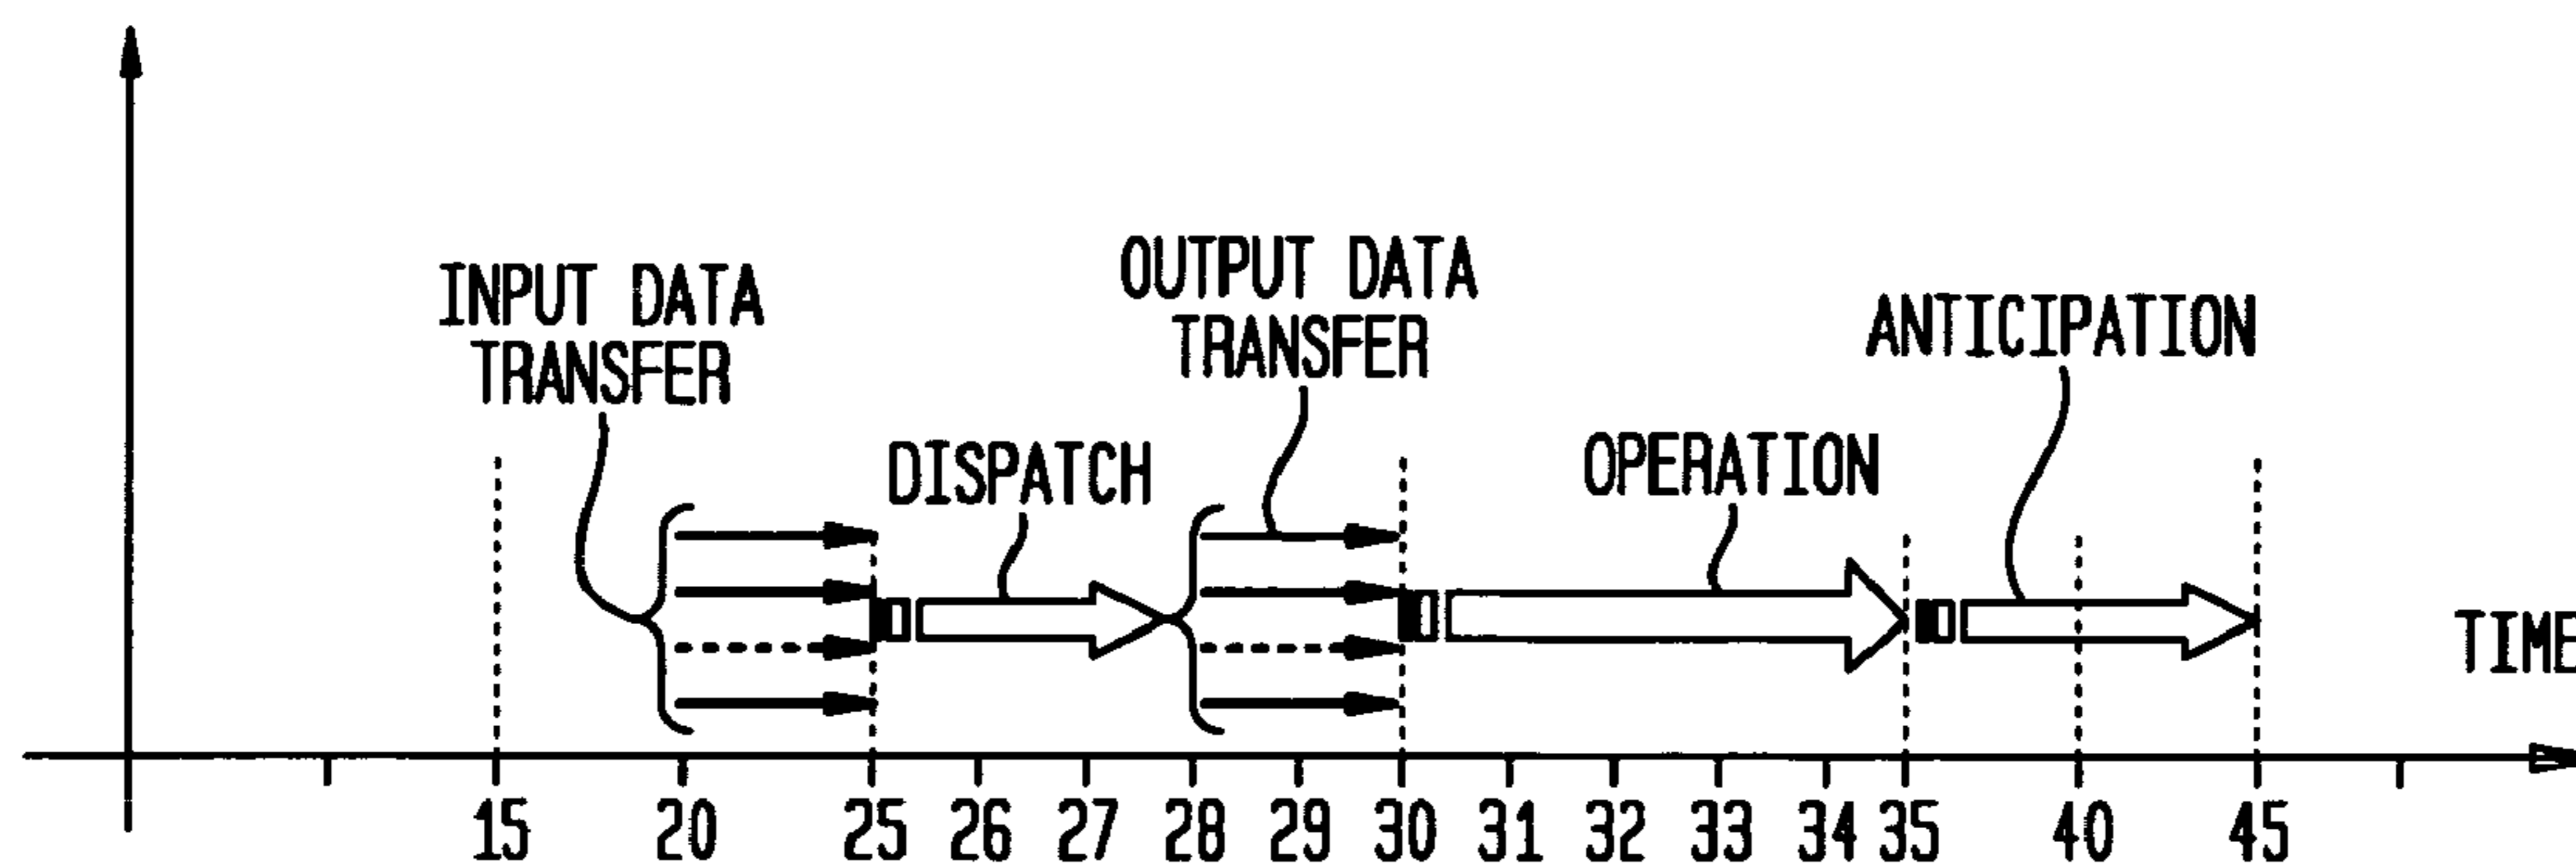 INPUT DATA
TRANSFER
DISPATCH
OUTPUT DATA
TRANSFER
OPERATION
ANTICIPATION
TIME
15 20 25 26 27 28 29 30 31 32 33 34 35 40 45